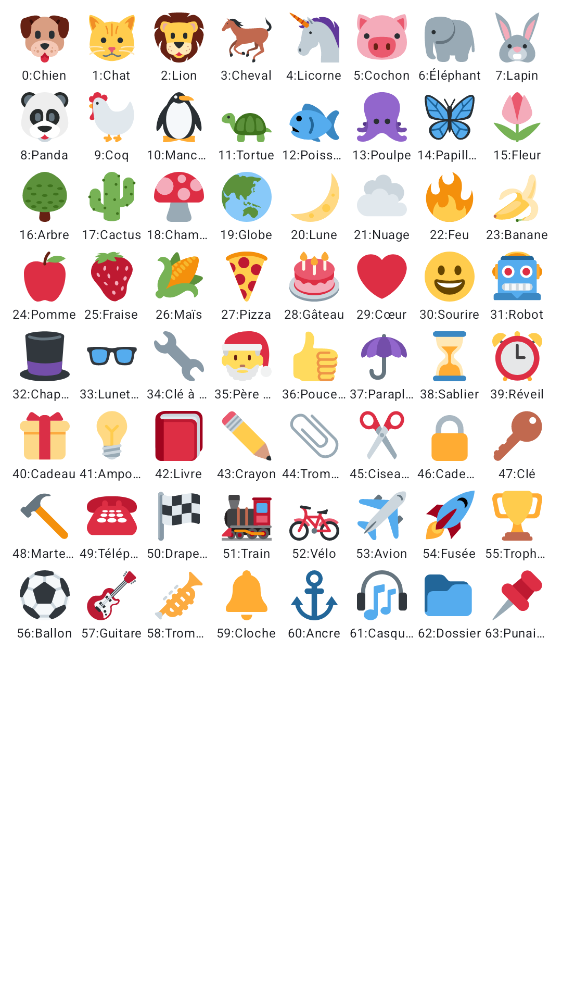 0:Chien 1:Chat 2:Lion 3:Cheval 4:Licorne 5:Cochon 6:Éléphant 7:Lapin
8:Panda 9:Coq 10:Manc… 11:Tortue 12:Poiss… 13:Poulpe 14:Papill… 15:Fleur
16:Arbre 17:Cactus 18:Cham… 19:Globe 20:Lune 21:Nuage 22:Feu 23:Banane
24:Pomme 25:Fraise 26:Maïs 27:Pizza 28:Gâteau 29:Cœur 30:Sourire 31:Robot
32:Chap… 33:Lunet… 34:Clé à … 35:Père … 36:Pouce… 37:Parapl… 38:Sablier 39:Réveil
40:Cadeau 41:Ampo… 42:Livre 43:Crayon 44:Trom… 45:Cisea… 46:Cade… 47:Clé
48:Marte… 49:Télép… 50:Drape… 51:Train 52:Vélo 53:Avion 54:Fusée 55:Troph…
56:Ballon 57:Guitare 58:Trom… 59:Cloche 60:Ancre 61:Casqu… 62:Dossier 63:Punai…